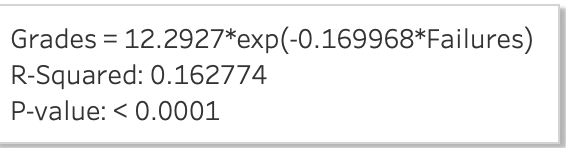 Grades = 12.2927*exp(-0.169968*Failures)
R-Squared: 0.162774
P-value: < 0.0001